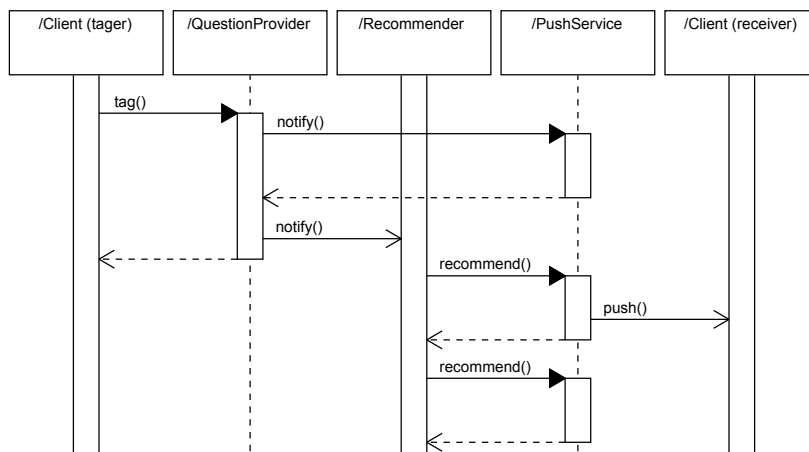 /Client (tager)
/QuestionProvider
/Recommender
/PushService
/Client (receiver)
tag()
notify()
notify()
recommend()
push()
recommend()